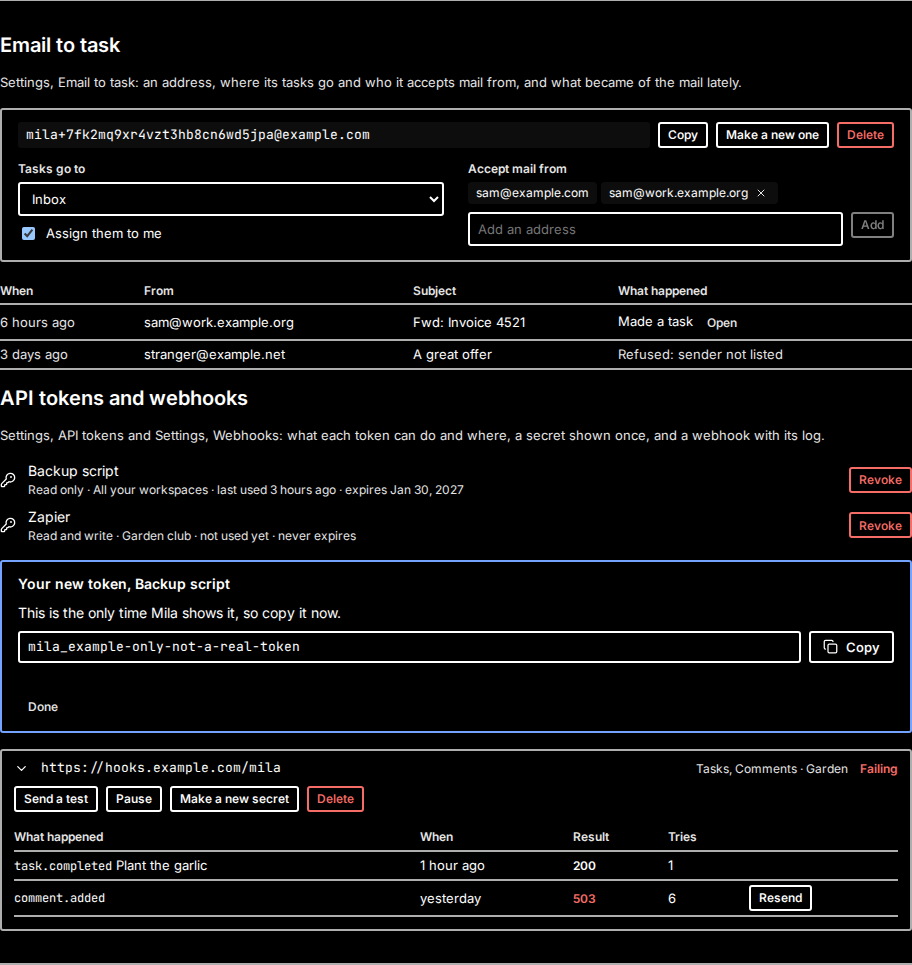 Email to task
Settings, Email to task: an address, where its tasks go and who it accepts mail from, and what became of the mail lately.
mila+7fk2mq9xr4vzt3hb8cn6wd5jpa@example.com Copy Make a new one Delete
Tasks go to
Inbox
Assign them to me
Accept mail from
sam@example.com sam@work.example.org ×
Add an address Add
When From Subject What happened
6 hours ago sam@work.example.org Fwd: Invoice 4521 Made a task Open
3 days ago stranger@example.net A great offer Refused: sender not listed
API tokens and webhooks
Settings, API tokens and Settings, Webhooks: what each token can do and where, a secret shown once, and a webhook with its log.
Backup script
Read only · All your workspaces · last used 3 hours ago · expires Jan 30, 2027
Revoke
Zapier
Read and write · Garden club · not used yet · never expires
Revoke
Your new token, Backup script
This is the only time Mila shows it, so copy it now.
mila_example-only-not-a-real-token Copy
Done
https://hooks.example.com/mila Tasks, Comments · Garden Failing
Send a test Pause Make a new secret Delete
What happened When Result Tries
task.completed Plant the garlic 1 hour ago 200 1
comment.added yesterday 503 6 Resend